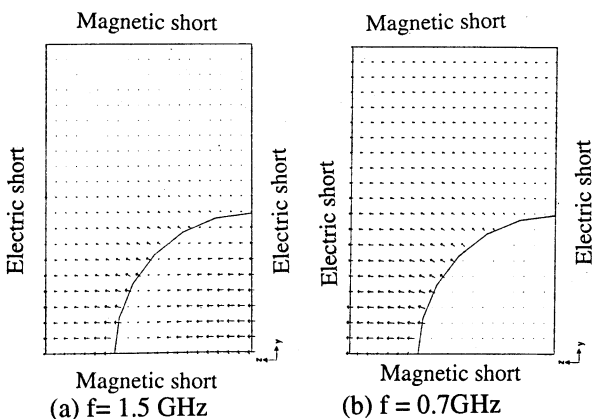 Magnetic short
Magnetic short
Electric short
Electric short
Electric short
Electric short
z
y
z
y
Magnetic short
Magnetic short
(a) f= 1.5 GHz
(b) f = 0.7GHz